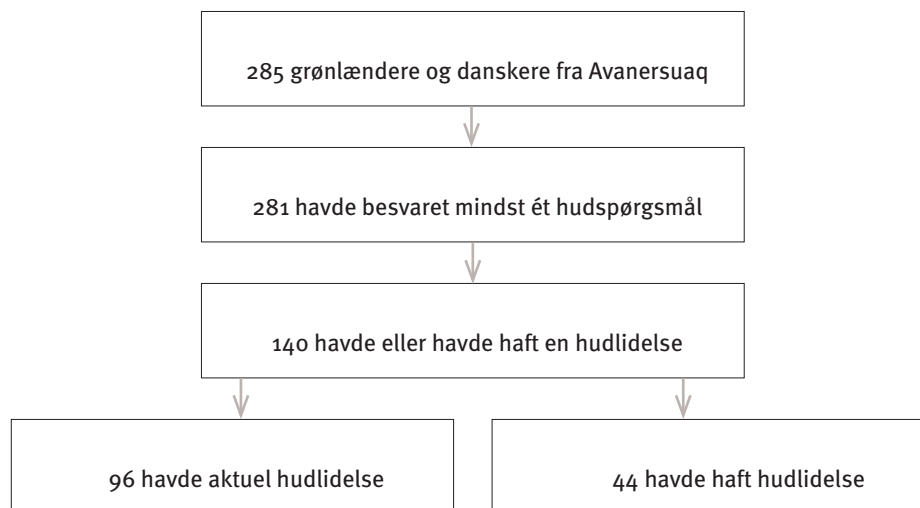 285 grønlændere og danskere fra Avanersuaq
281 havde besvaret mindst ét hudspørgsmål
140 havde eller havde haft en hudlidelse
96 havde aktuel hudlidelse
44 havde haft hudlidelse